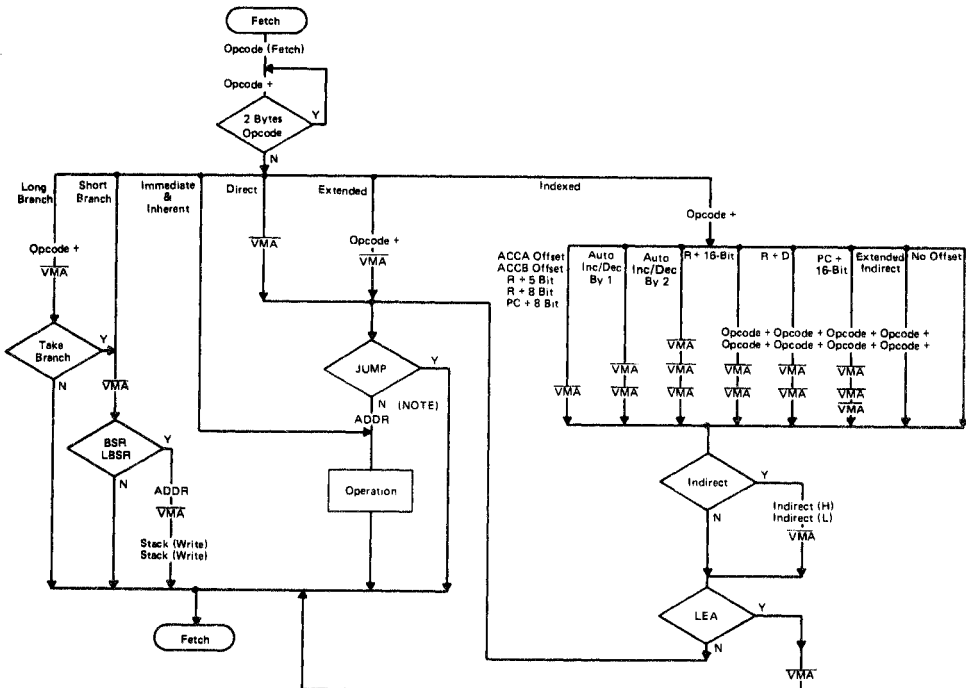 Fetch
Opcode (Fetch)
Opcode +
2 Bytes
Opcode
Y
N
Long
Branch
Short
Branch
Immediate
&
Inherent
Direct
Extended
Indexed
Opcode +
VMA
Take
Branch
Y
N
VMA
BSR
LBSR
Y
N
ADDR
VMA
Stack (Write)
Stack (Write)
VMA
Opcode +
VMA
JUMP
Y
N
(NOTE)
ADDR
Operation
Fetch
Opcode +
ACCA Offset
ACCB Offset
R + 5 Bit
R + 8 Bit
PC + 8 Bit
Auto
Inc/Dec
By 1
Auto
Inc/Dec
By 2
R + 16-Bit
R + D
PC +
16-Bit
Extended
Indirect
No Offset
Opcode + Opcode + Opcode + Opcode +
Opcode + Opcode + Opcode + Opcode +
VMA
VMA
VMA
VMA
VMA
VMA
VMA
VMA
VMA
VMA
VMA
VMA
VMA
Indirect
Y
N
Indirect (H)
Indirect (L)
VMA
LEA
Y
N
VMA